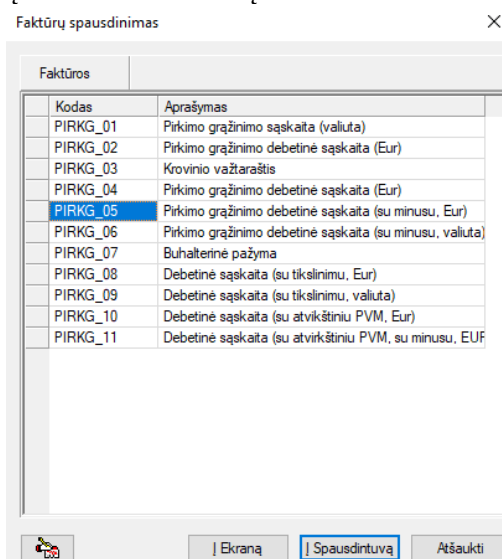 Faktūrų spausdinimas
Faktūros
Kodas Aprašymas
PIRKG_01 Pirkimo grąžinimo sąskaita (valiuta)
PIRKG_02 Pirkimo grąžinimo debetinė sąskaita (Eur)
PIRKG_03 Krovinio važtaraštis
PIRKG_04 Pirkimo grąžinimo debetinė sąskaita (Eur)
PIRKG_05 Pirkimo grąžinimo debetinė sąskaita (su minusu, Eur)
PIRKG_06 Pirkimo grąžinimo debetinė sąskaita (su minusu, valiuta)
PIRKG_07 Buhalterinė pažyma
PIRKG_08 Debetinė sąskaita (su tikslinimu, Eur)
PIRKG_09 Debetinė sąskaita (su tikslinimu, valiuta)
PIRKG_10 Debetinė sąskaita (su atvikštiniu PVM, Eur)
PIRKG_11 Debetinė sąskaita (su atvirkštiniu PVM, su minusu, EUF
Į Ekraną Į Spausdintuvą Atšaukti